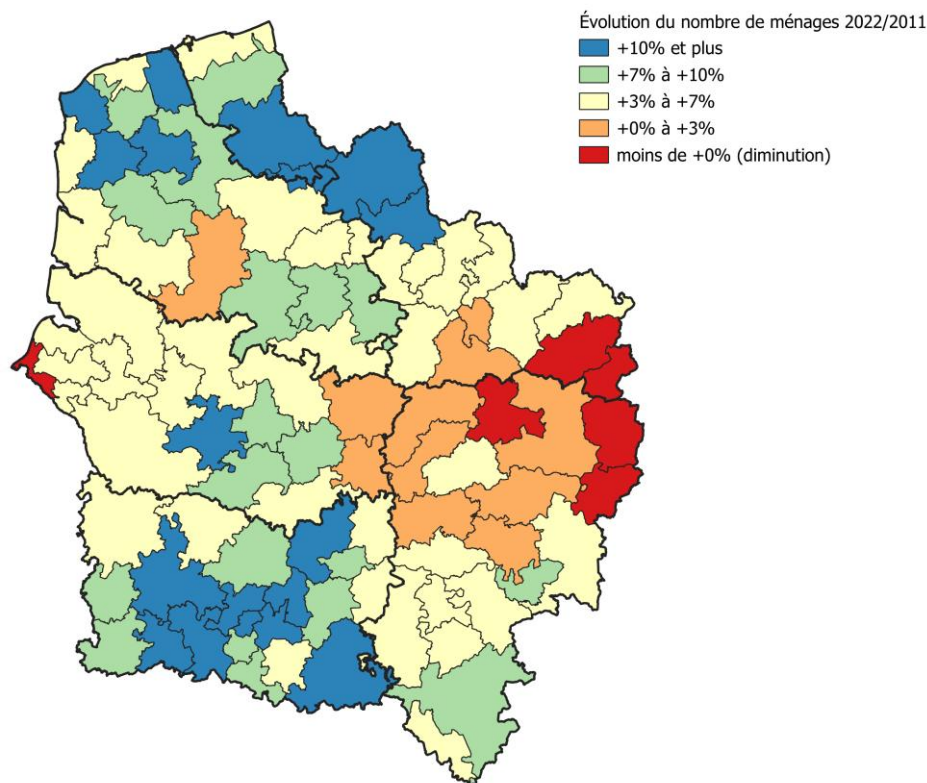 Évolution du nombre de ménages 2022/2011
+10% et plus
+7% à +10%
+3% à +7%
+0% à +3%
moins de +0% (diminution)